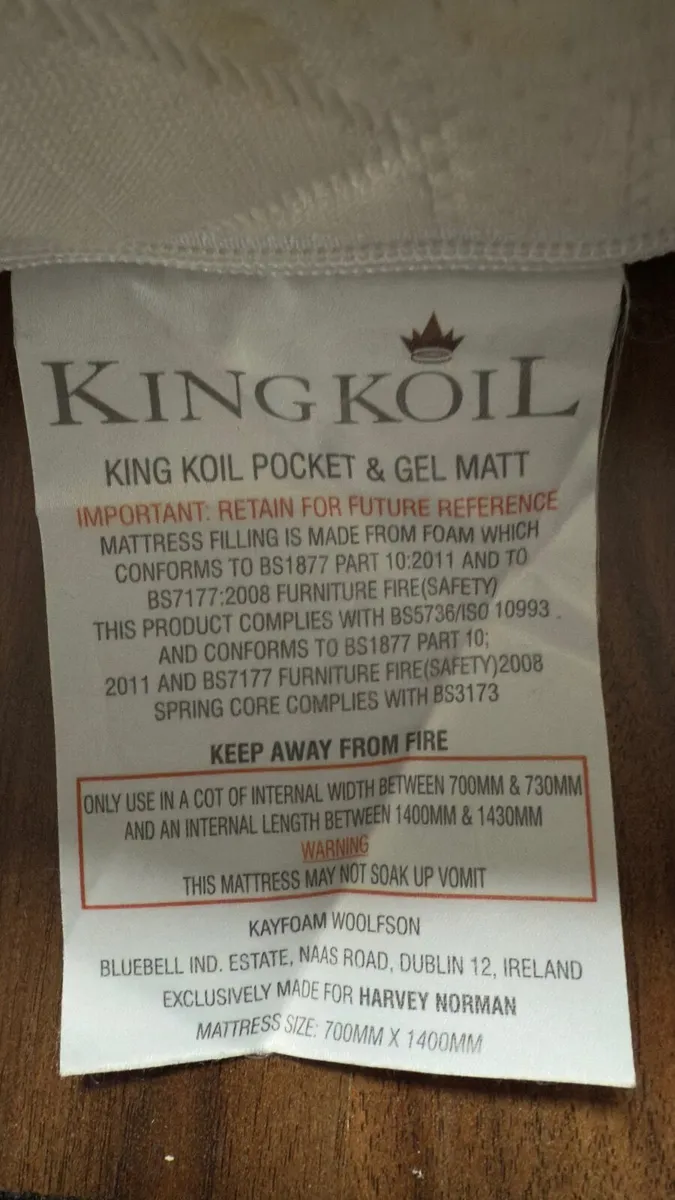 KING KOIL
KING KOIL POCKET & GEL MATT
IMPORTANT: RETAIN FOR FUTURE REFERENCE
MATTRESS FILLING IS MADE FROM FOAM WHICH
CONFORMS TO BS1877 PART 10:2011 AND TO
BS7177:2008 FURNITURE FIRE(SAFETY)
THIS PRODUCT COMPLIES WITH BS5736/ISO 10993 .
AND CONFORMS TO BS1877 PART 10;
2011 AND BS7177 FURNITURE FIRE(SAFETY)2008
SPRING CORE COMPLIES WITH BS3173
KEEP AWAY FROM FIRE
ONLY USE IN A COT OF INTERNAL WIDTH BETWEEN 700MM & 730MM
AND AN INTERNAL LENGTH BETWEEN 1400MM & 1430MM
WARNING
THIS MATTRESS MAY NOT SOAK UP VOMIT
KAYFOAM WOOLFSON
BLUEBELL IND. ESTATE, NAAS ROAD, DUBLIN 12, IRELAND
EXCLUSIVELY MADE FOR HARVEY NORMAN
MATTRESS SIZE: 700MM X 1400MM